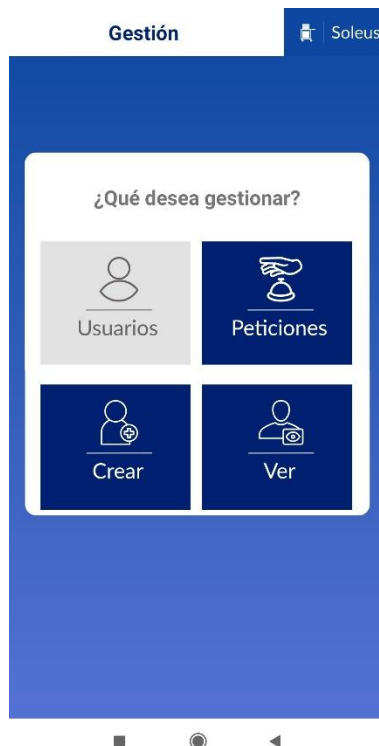 Gestión
Soleus
¿Qué desea gestionar?
Usuarios
Peticiones
Crear
Ver